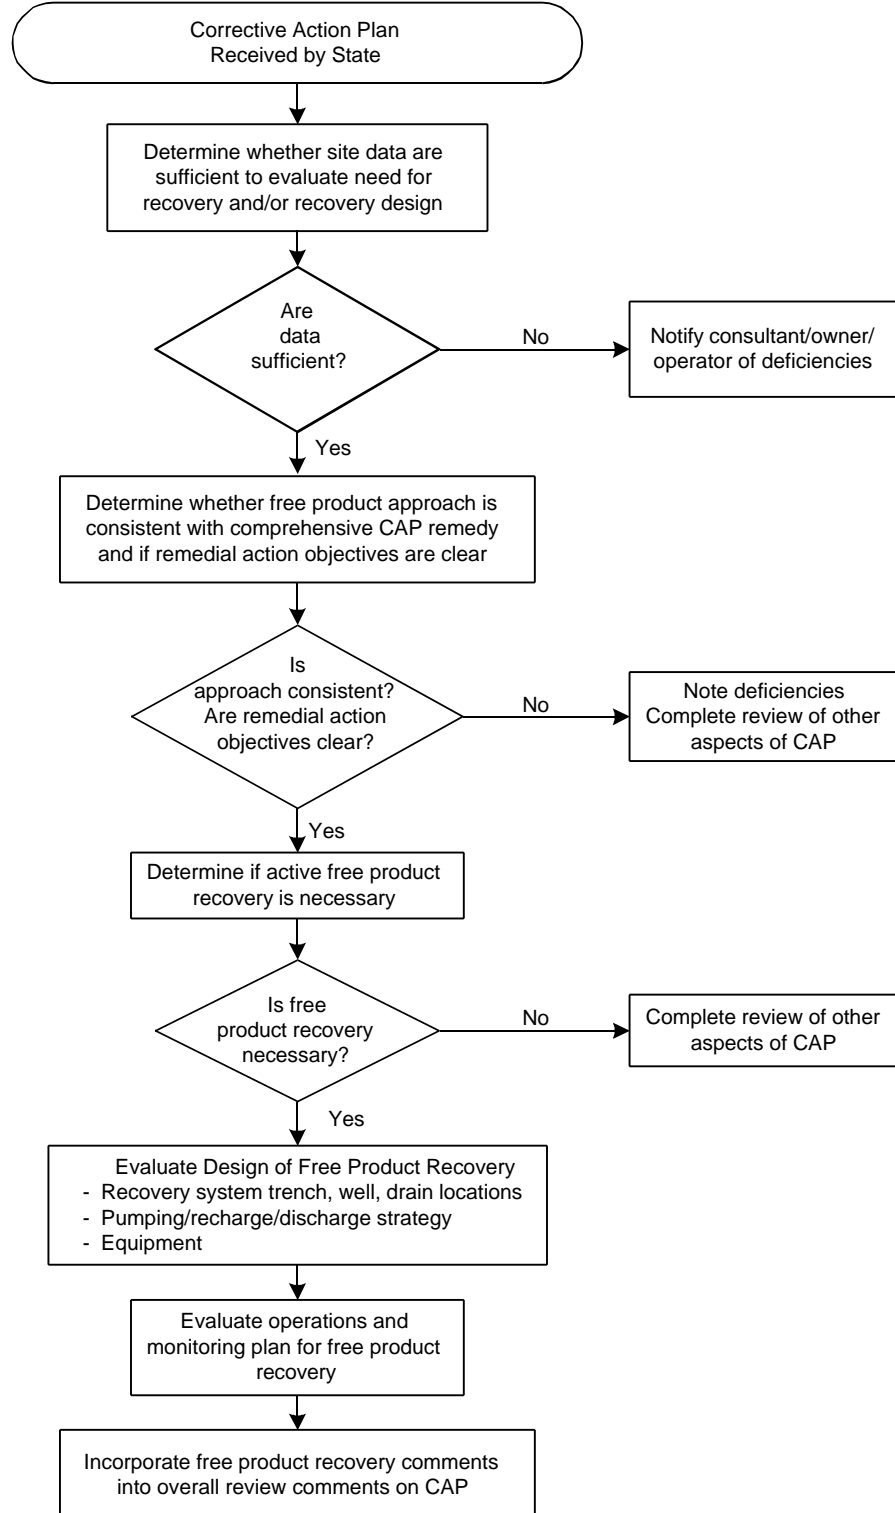 Corrective Action Plan
Received by State
Determine whether site data are
sufficient to evaluate need for
recovery and/or recovery design
Are
data
sufficient?
No
Notify consultant/owner/
operator of deficiencies
Yes
Determine whether free product approach is
consistent with comprehensive CAP remedy
and if remedial action objectives are clear
Is
approach consistent?
Are remedial action
objectives clear?
No
Note deficiencies
Complete review of other
aspects of CAP
Yes
Determine if active free product
recovery is necessary
Is free
product recovery
necessary?
No
Complete review of other
aspects of CAP
Yes
Evaluate Design of Free Product Recovery
- Recovery system trench, well, drain locations
- Pumping/recharge/discharge strategy
- Equipment
Evaluate operations and
monitoring plan for free product
recovery
Incorporate free product recovery comments
into overall review comments on CAP